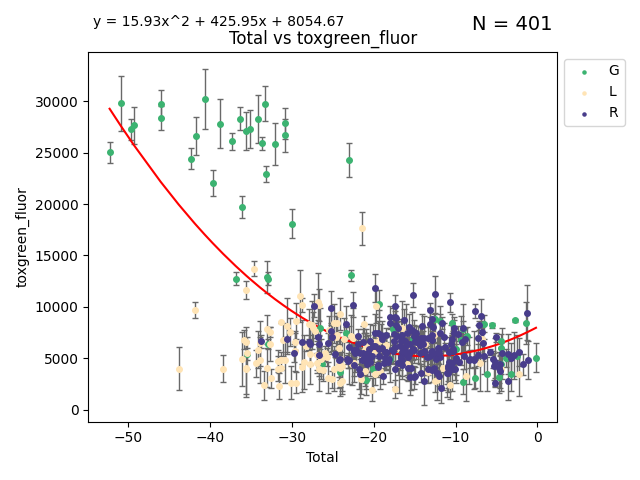 y = 15.93x^2 + 425.95x + 8054.67
N = 401
Total vs toxgreen_fluor
G
L
R
toxgreen_fluor
30000
25000
20000
15000
10000
5000
0
−50
−40
−30
−20
−10
0
Total